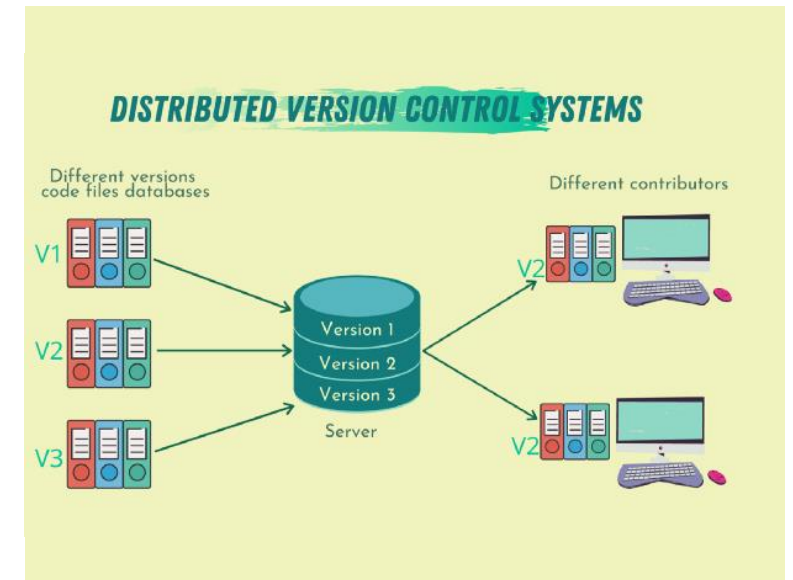 DISTRIBUTED VERSION CONTROL SYSTEMS
Different versions
code files databases
Different contributors
V1
V2
V3
Version 1
Version 2
Version 3
Server
V2
V2